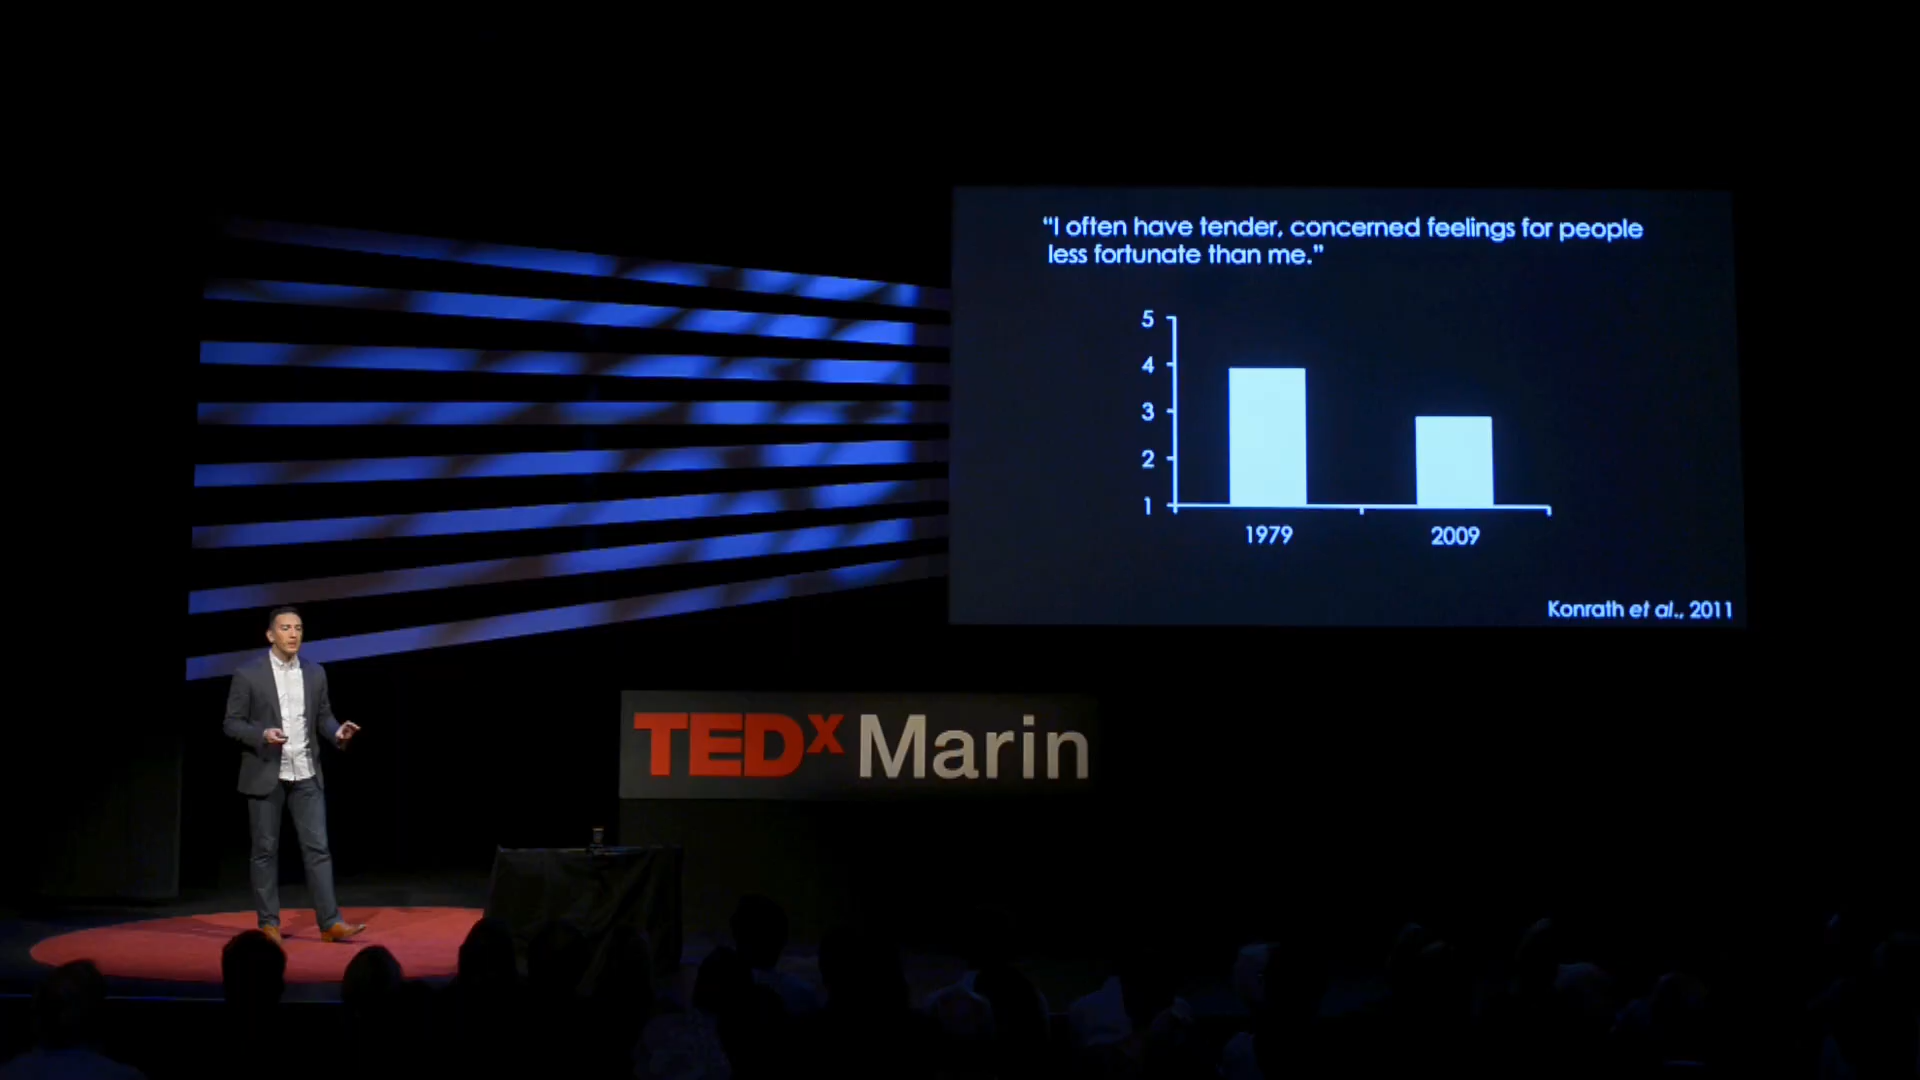 “I often have tender, concerned feelings for people
less fortunate than me.”
5
4
3
2
1
1979 2009
Konrath et al., 2011
TEDx Marin